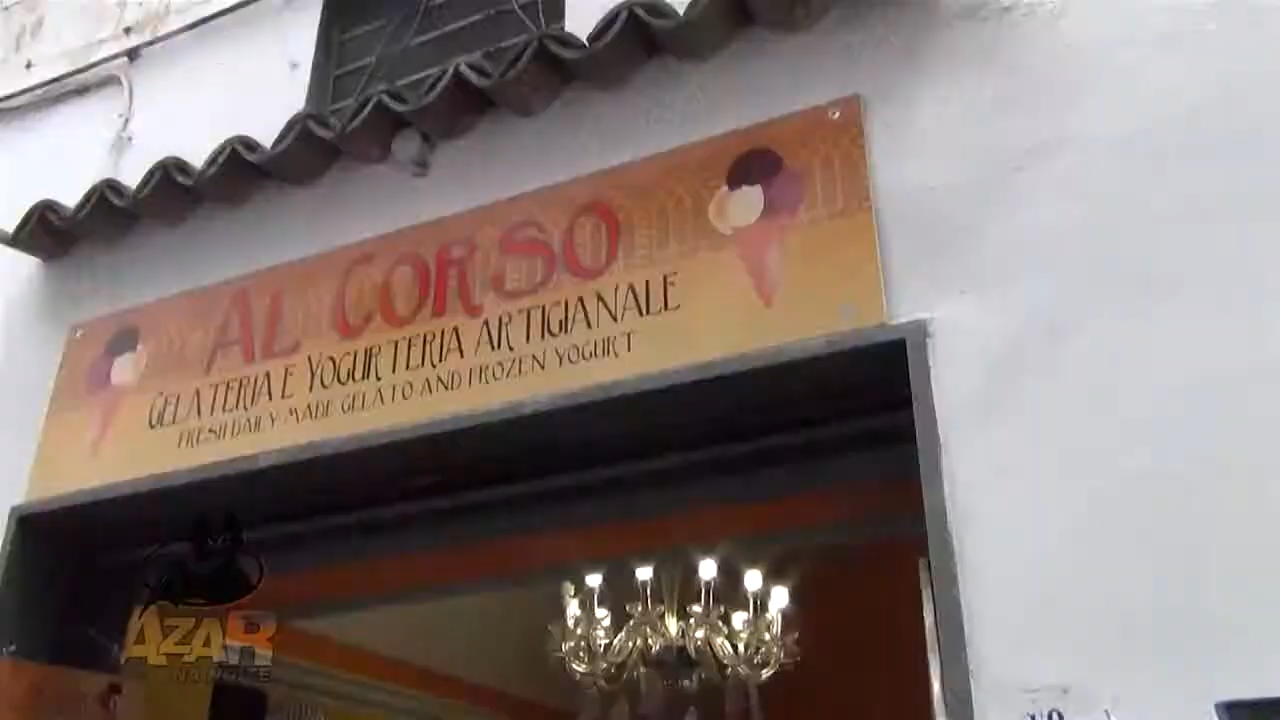 AL CORSO
GELATERIA E YOGURTERIA ARTIGIANALE
FRESH DAILY MADE GELATO AND FROZEN YOGURT
AZAR